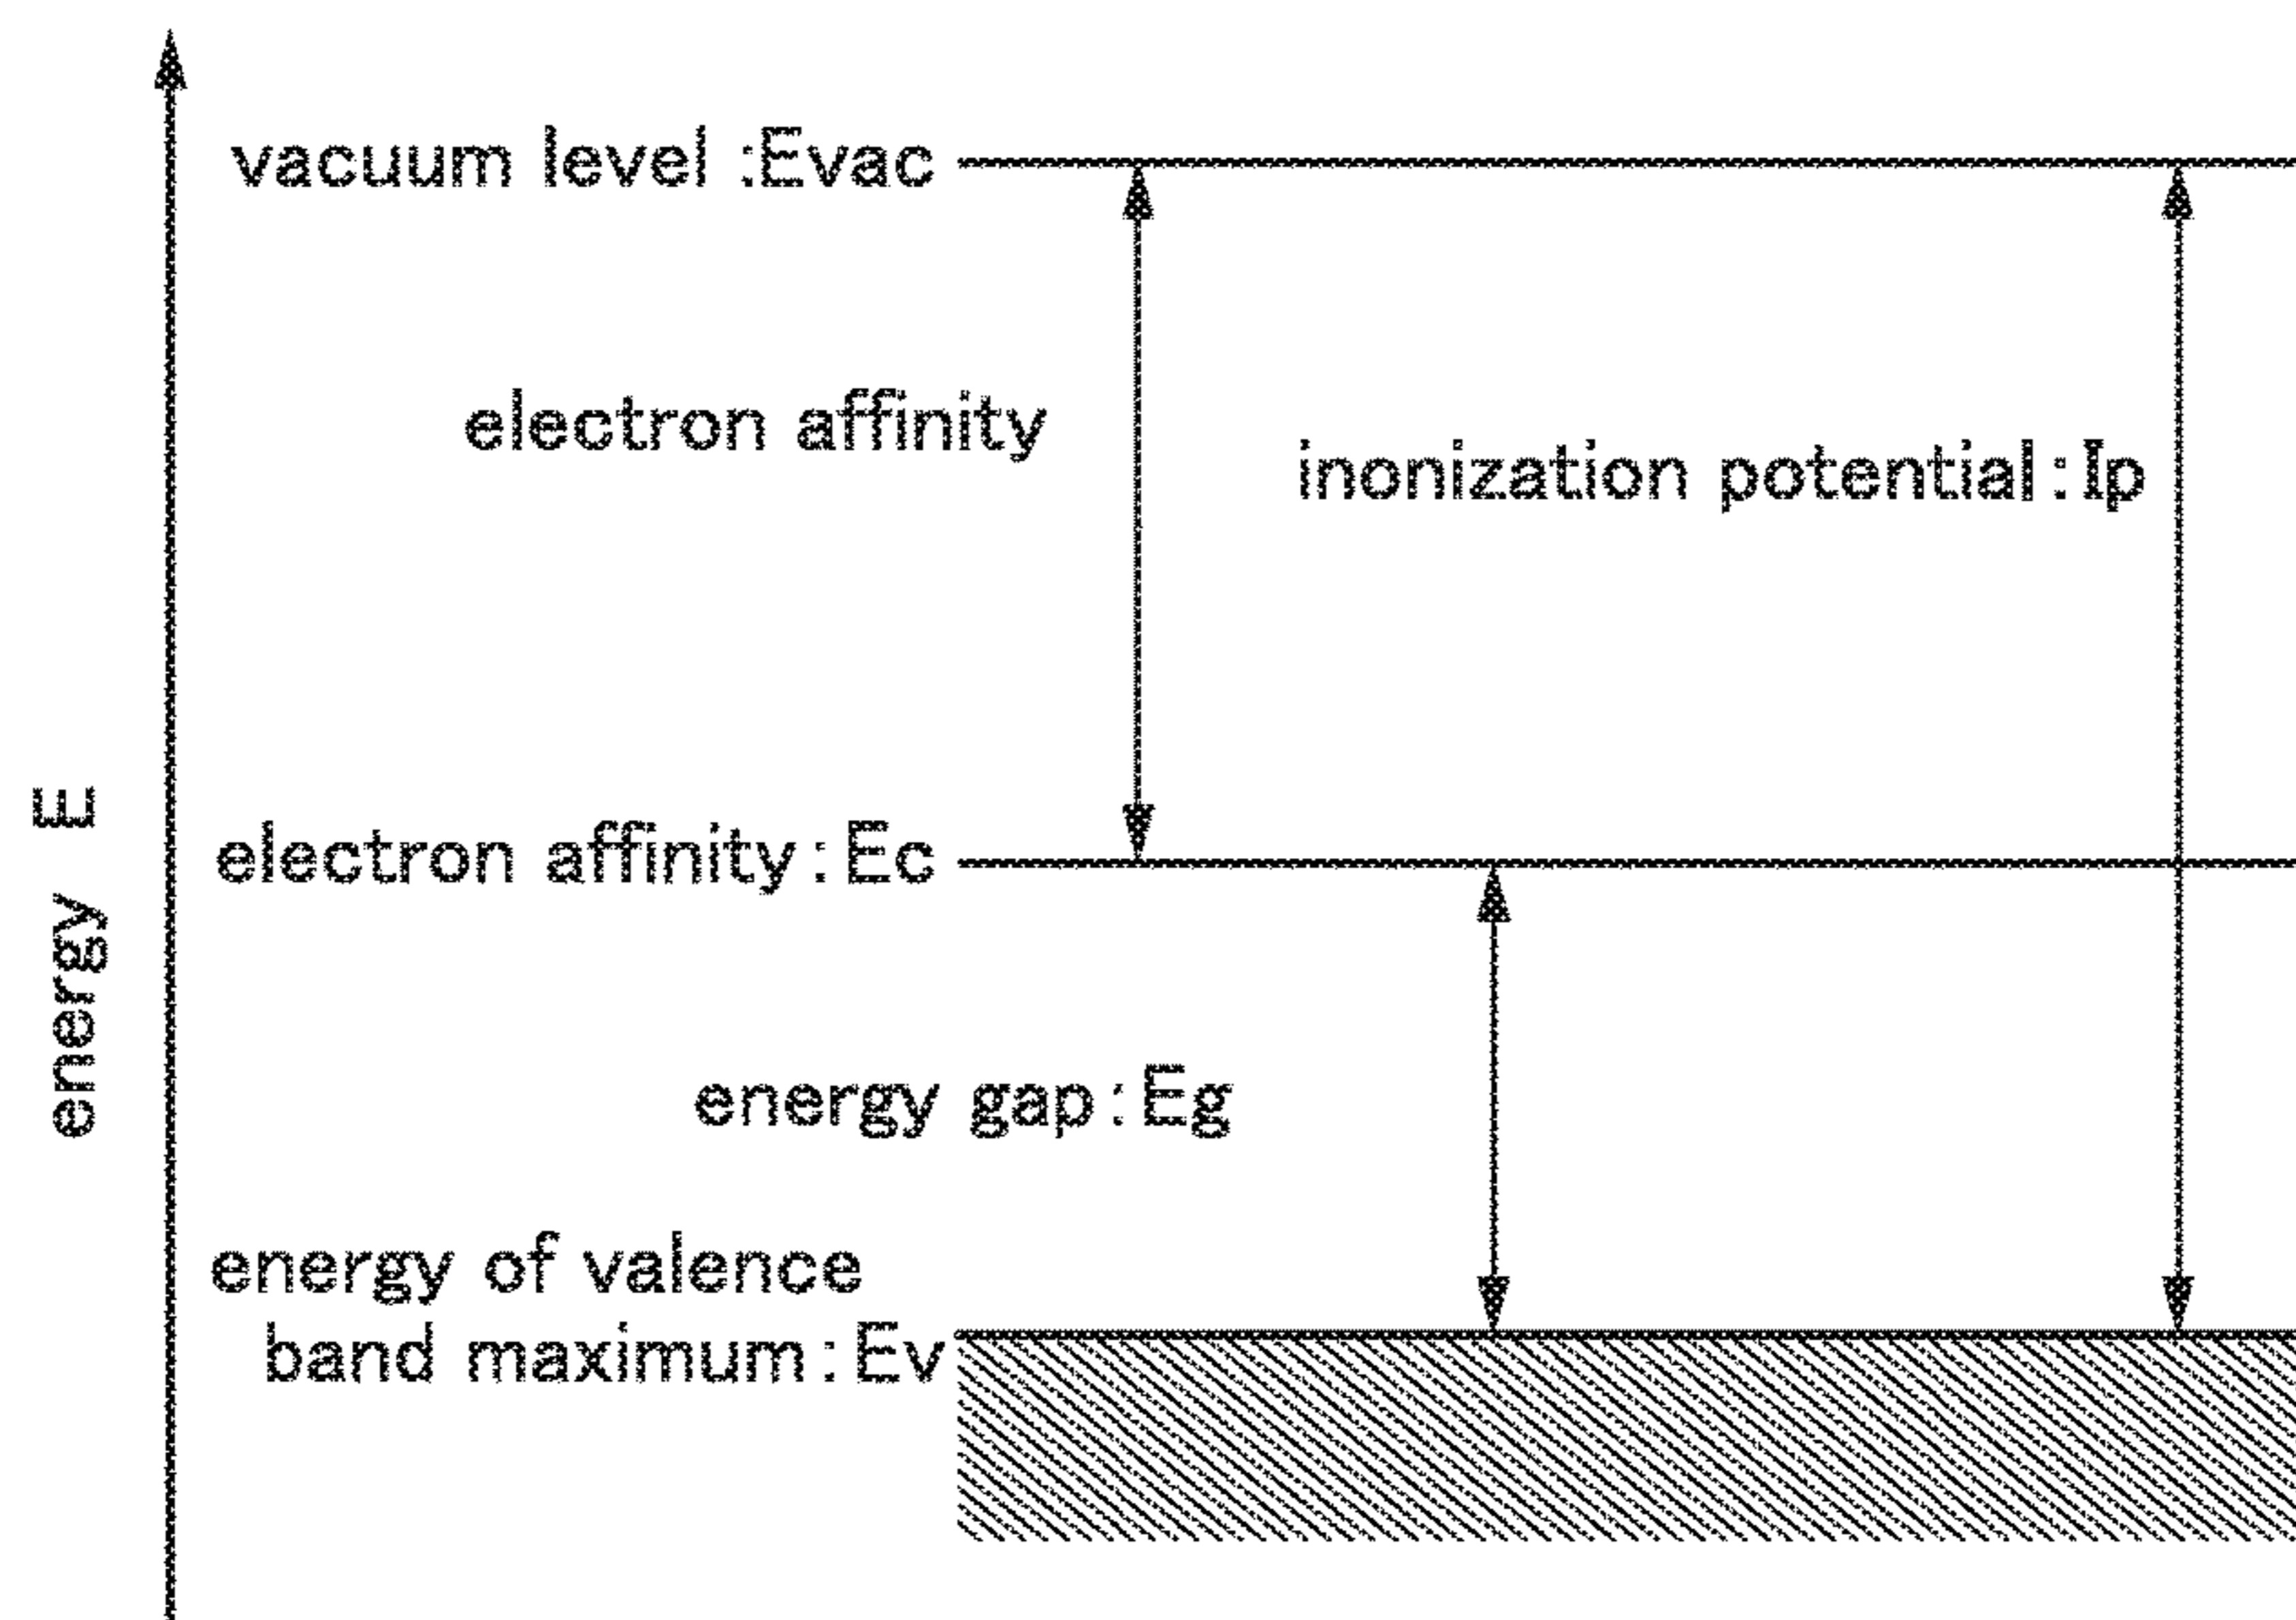 vacuum level :Evac
electron affinity
inonization potential:Ip
energy E
electron affinity:Ec
energy gap:Eg
energy of valence
band maximum:Ev